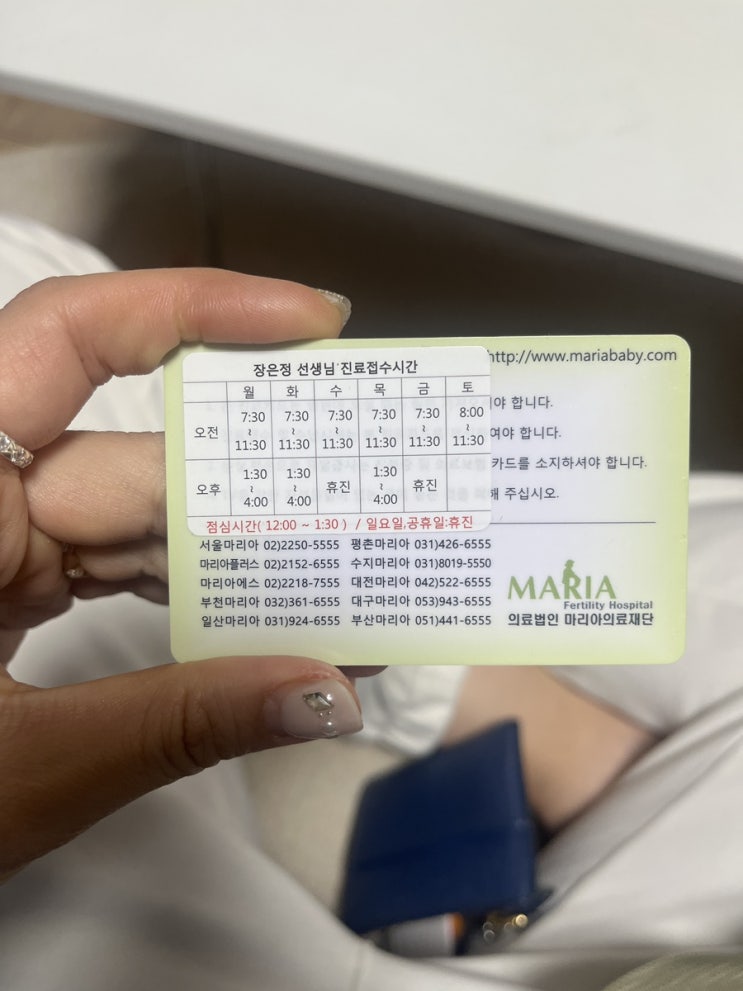 http://www.mariababy.com
장은정 선생님 진료접수시간
월 화 수 목 금 토
오전 7:30 ~ 11:30 7:30 ~ 11:30 7:30 ~ 11:30 7:30 ~ 11:30 7:30 ~ 11:30 8:00 ~ 11:30
오후 1:30 ~ 4:00 1:30 ~ 4:00 휴진 1:30 ~ 4:00 휴진
점심시간( 12:00 ~ 1:30 ) / 일요일,공휴일:휴진
합니다.
합니다.
카드를 소지하셔야 합니다.
주십시오.
서울마리아 02)2250-5555 평촌마리아 031)426-6555
마리아플러스 02)2152-6555 수지마리아 031)8019-5550
마리아에스 02)2218-7555 대전마리아 042)522-6555
부천마리아 032)361-6555 대구마리아 053)943-6555
일산마리아 031)924-6555 부산마리아 051)441-6555
MARIA
Fertility Hospital
의료법인 마리아의료재단